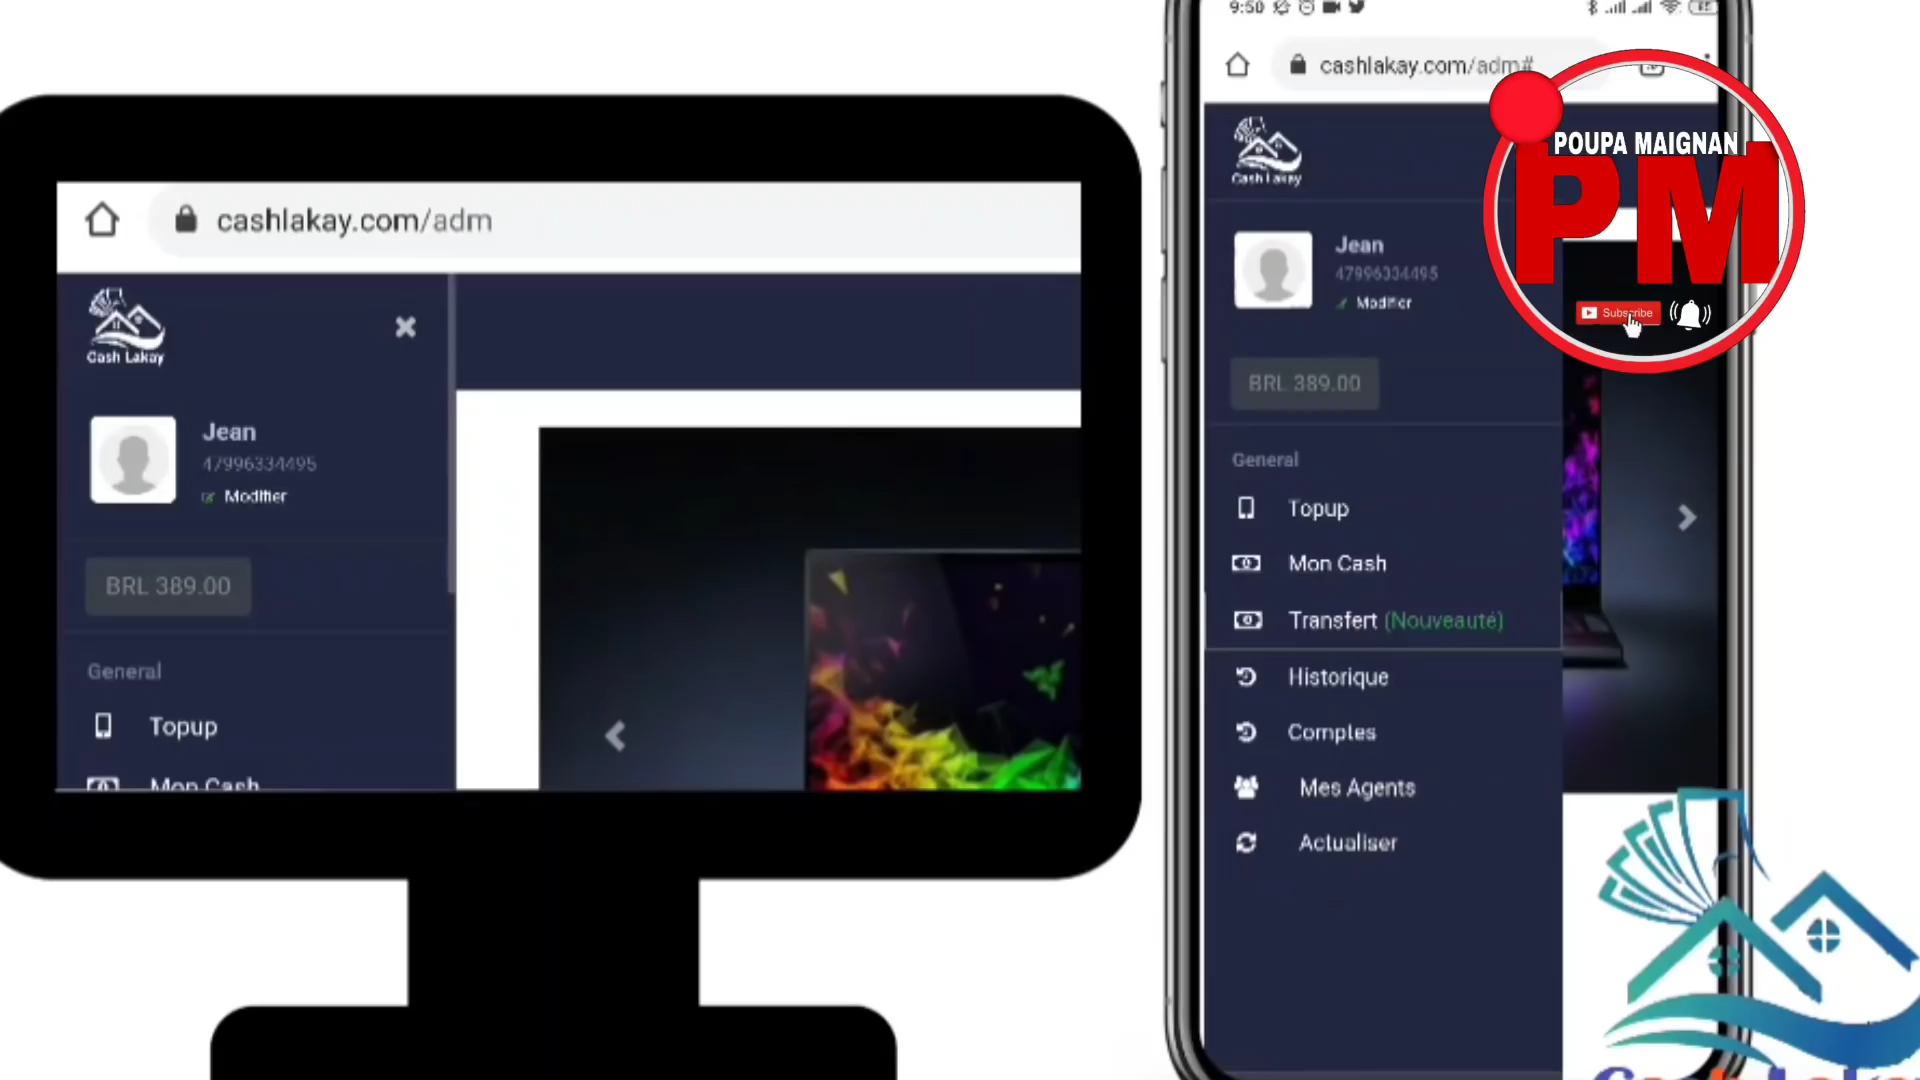 cashlakay.com/adm
Cash Lakay
Jean
47996334495
Modifier
BRL 389.00
General
Topup
Mon Cash
9:50
cashlakay.com/adm#
Cash Lakay
Jean
47996334495
Modifier
BRL 389.00
General
Topup
Mon Cash
Transfert (Nouveauté)
Historique
Comptes
Mes Agents
Actualiser
POUPA MAIGNAN
PM
Subscribe